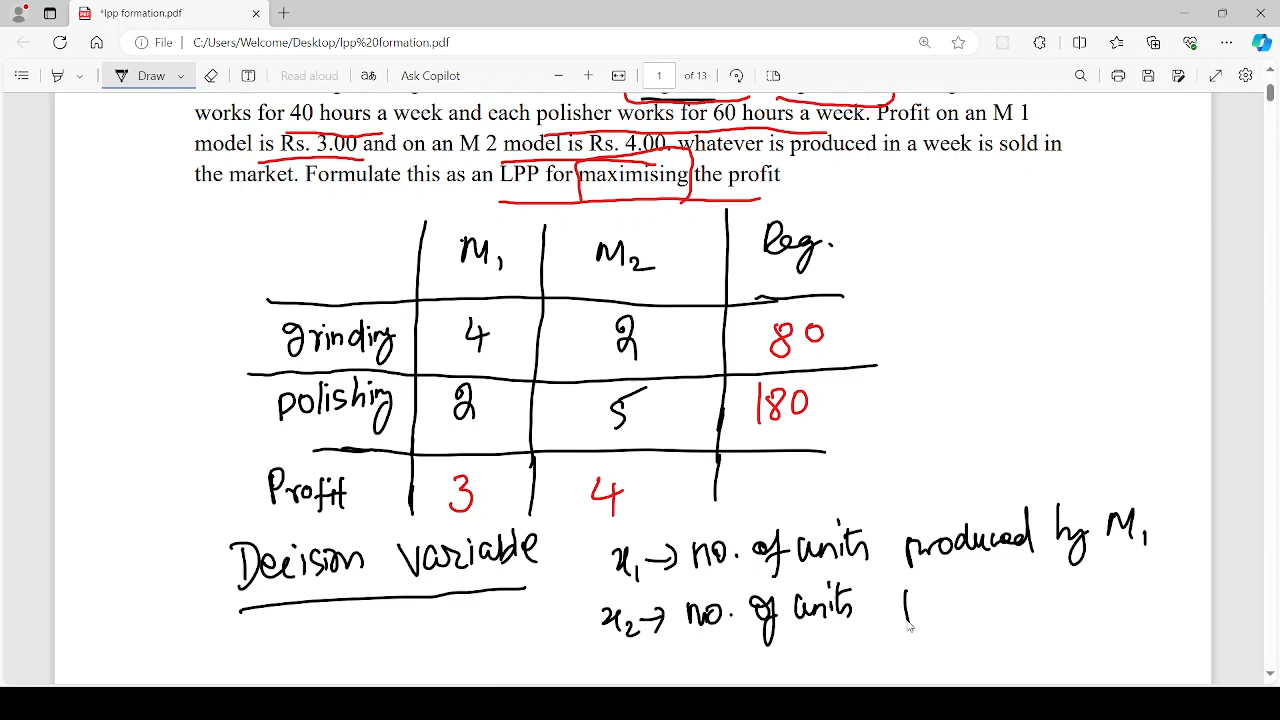 *lpp formation.pdf
File C:/Users/Welcome/Desktop/lpp%20formation.pdf
Draw Read aloud Ask Copilot 1 of 13
works for 40 hours a week and each polisher works for 60 hours a week. Profit on an M 1
model is Rs. 3.00 and on an M 2 model is Rs. 4.00. whatever is produced in a week is sold in
the market. Formulate this as an LPP for maximising the profit
M1 M2 Req.
grinding 4 2 80
polishing 2 5 180
Profit 3 4
Decision variable x1 → no. of units produced by M1
x2 → no. of units